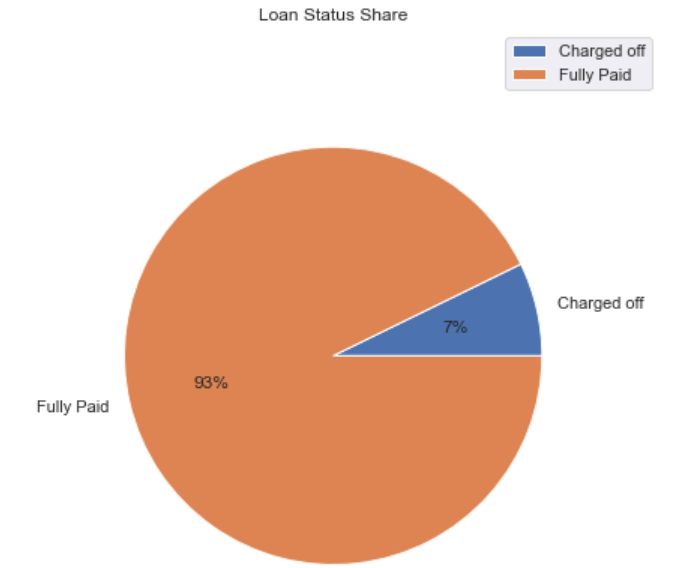 Loan Status Share
Charged off
Fully Paid
Charged off
7%
93%
Fully Paid